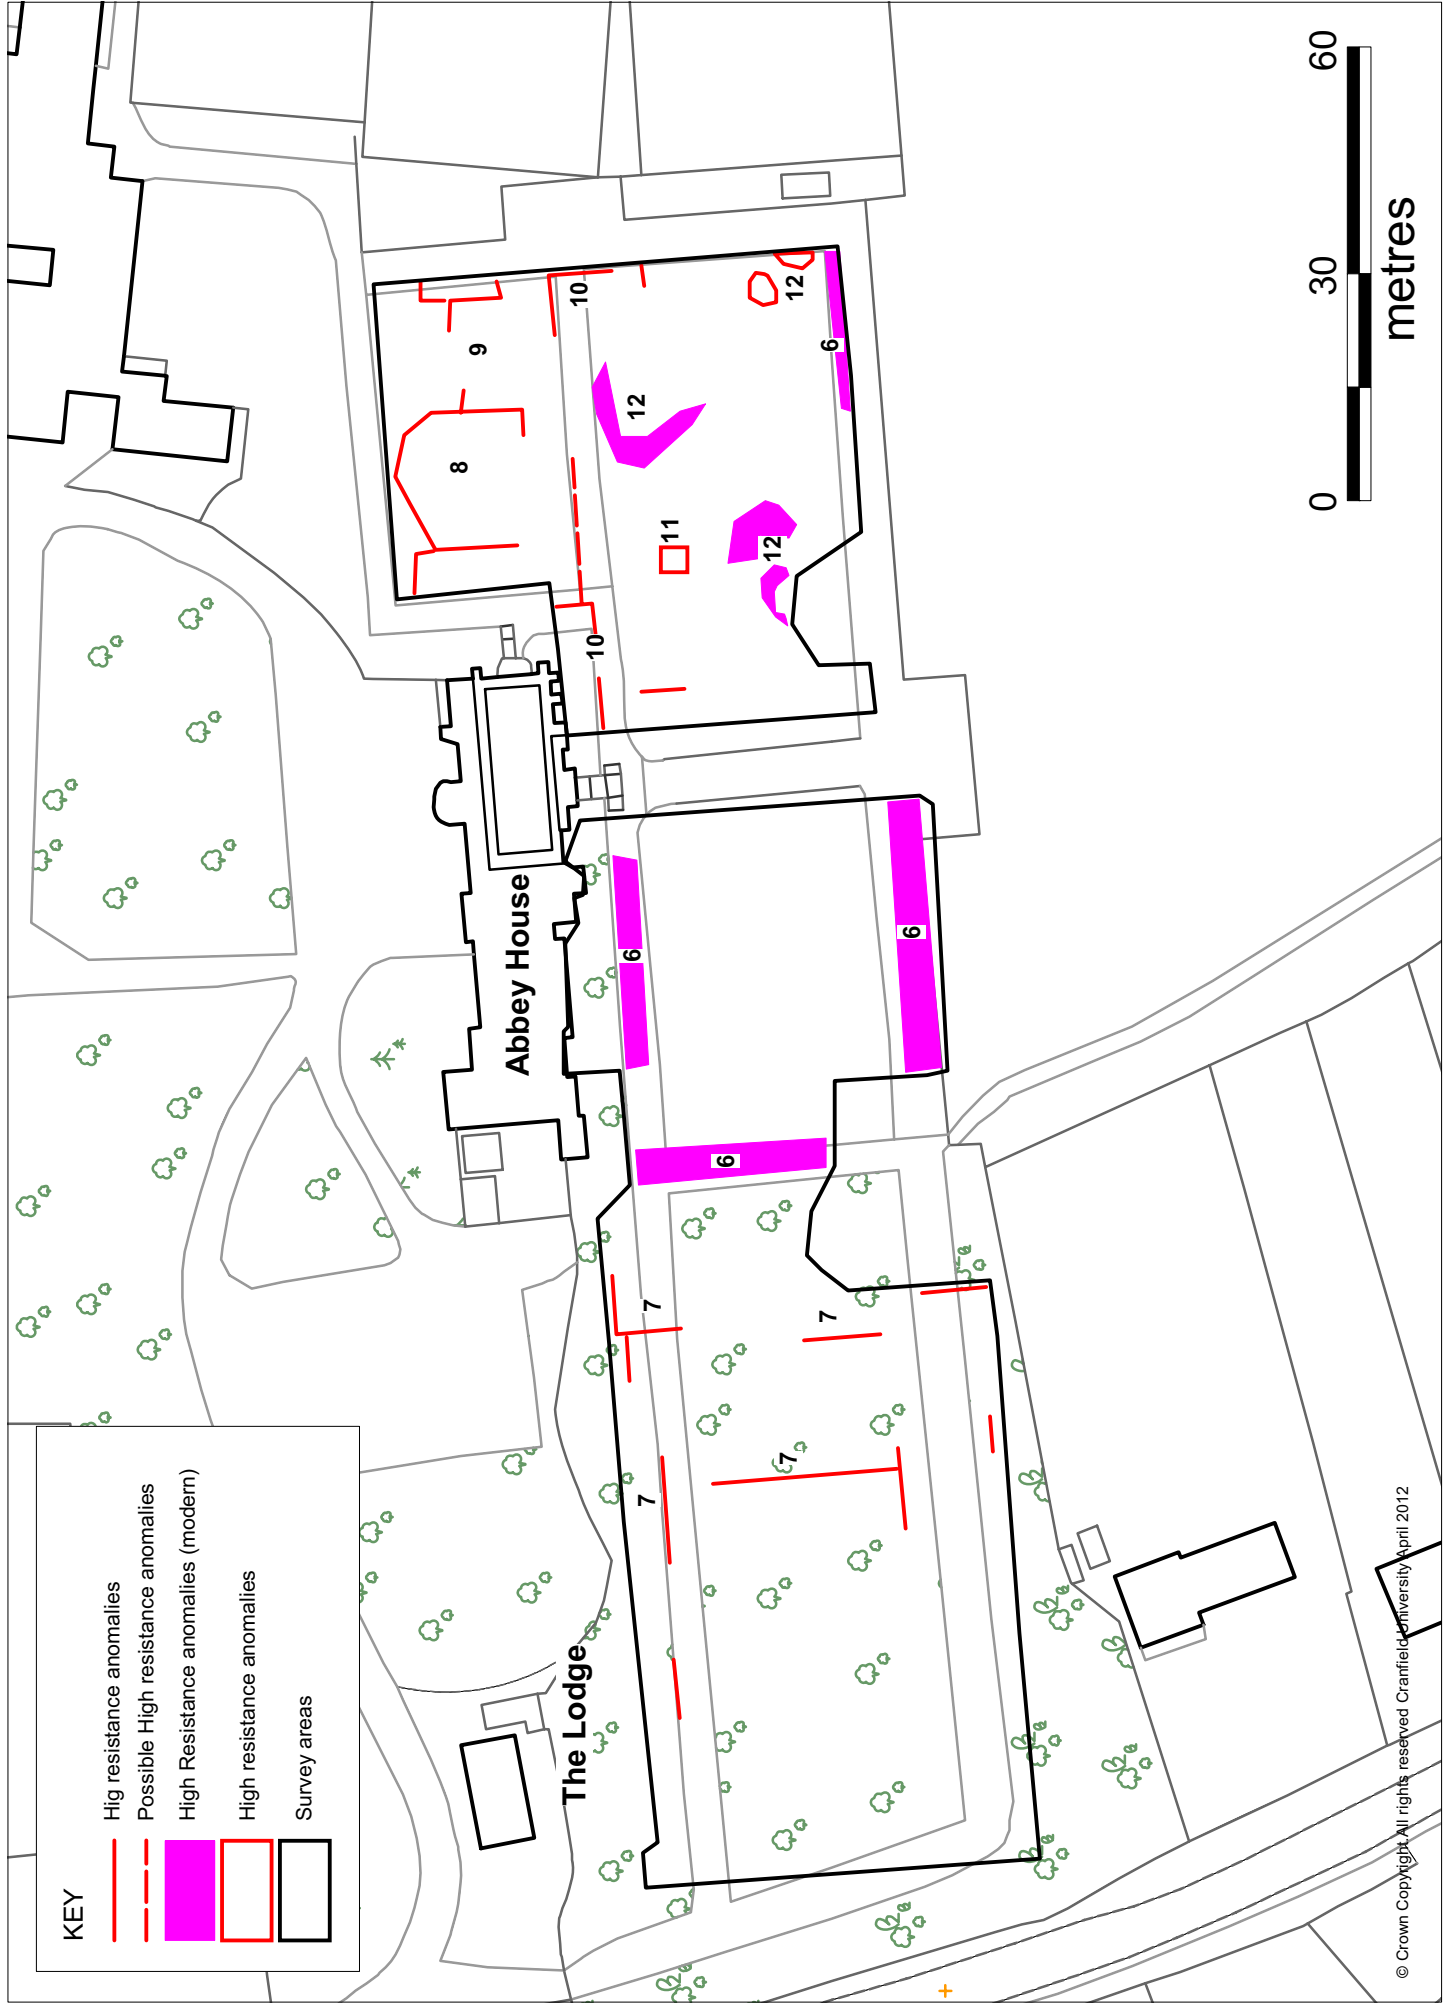 KEY
Hig resistance anomalies
Possible High resistance anomalies
High Resistance anomalies (modern)
High resistance anomalies
Survey areas
8
9
10
10
12
12
12
11
6
6
6
6
7
7
7
7
Abbey House
The Lodge
0 30 60
metres
© Crown Copyright.All rights reserved Cranfield University April 2012